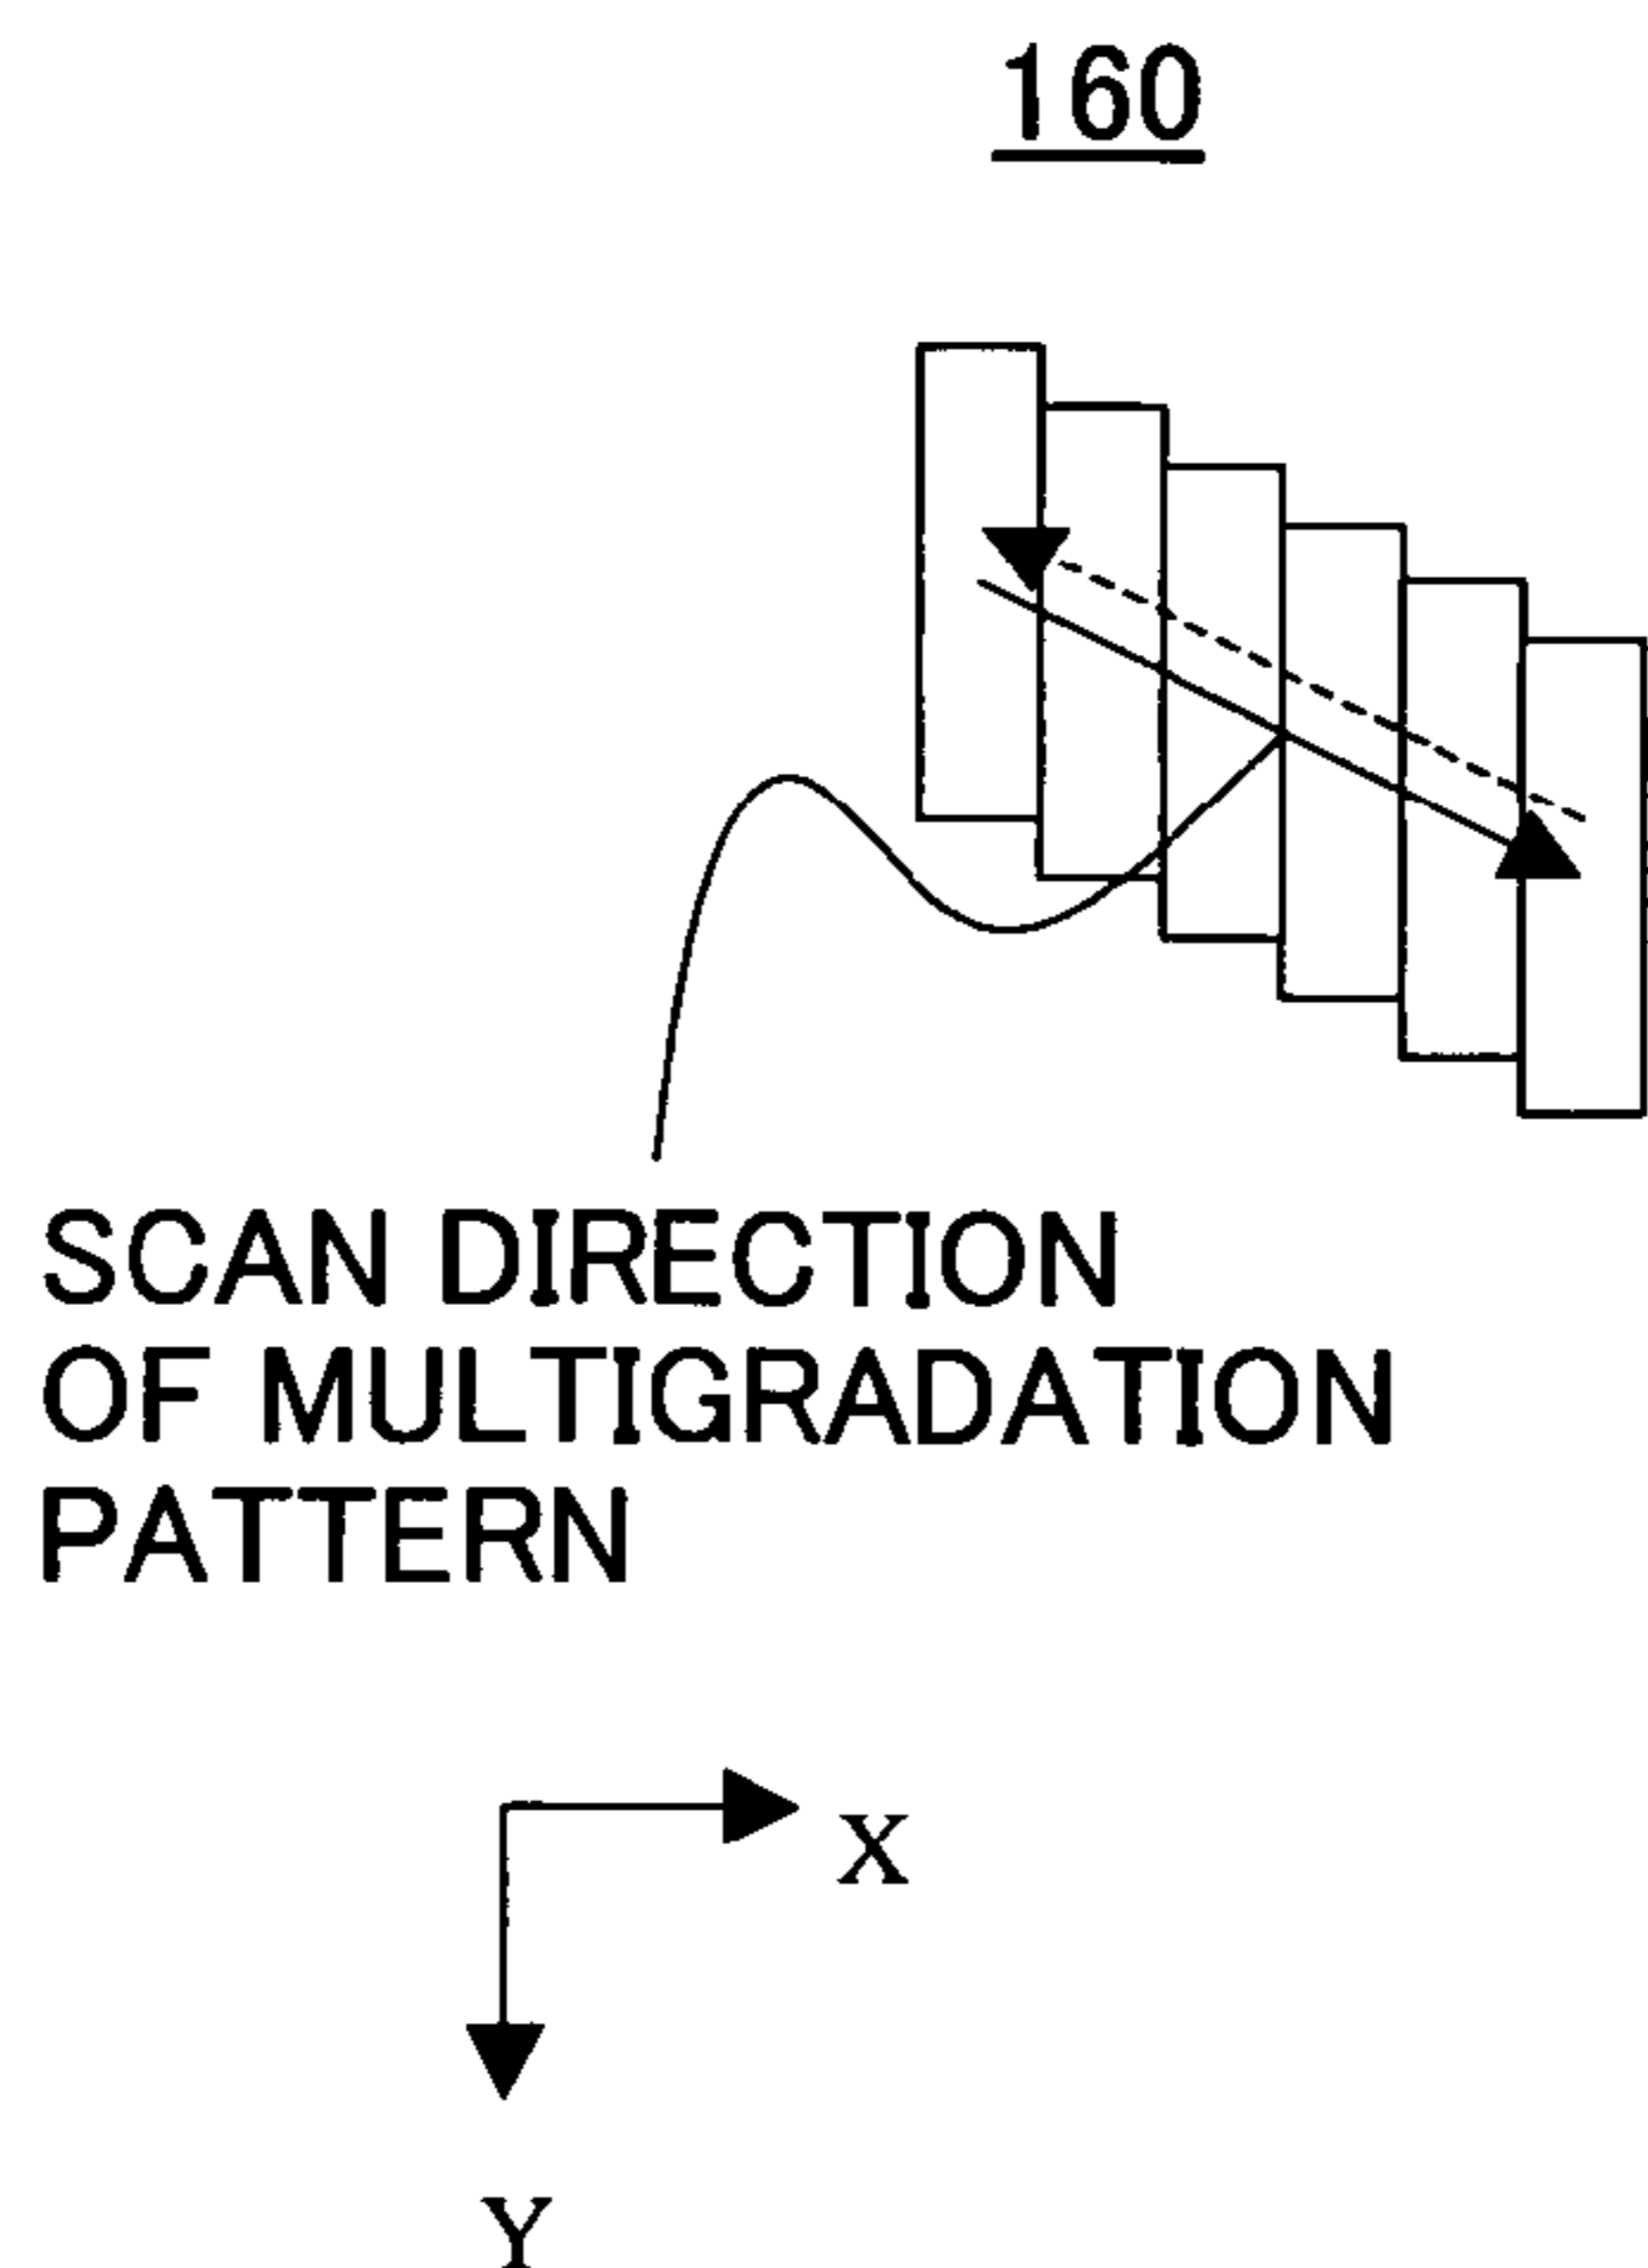 160
SCAN DIRECTION
OF MULTIGRADATION
PATTERN
X
Y